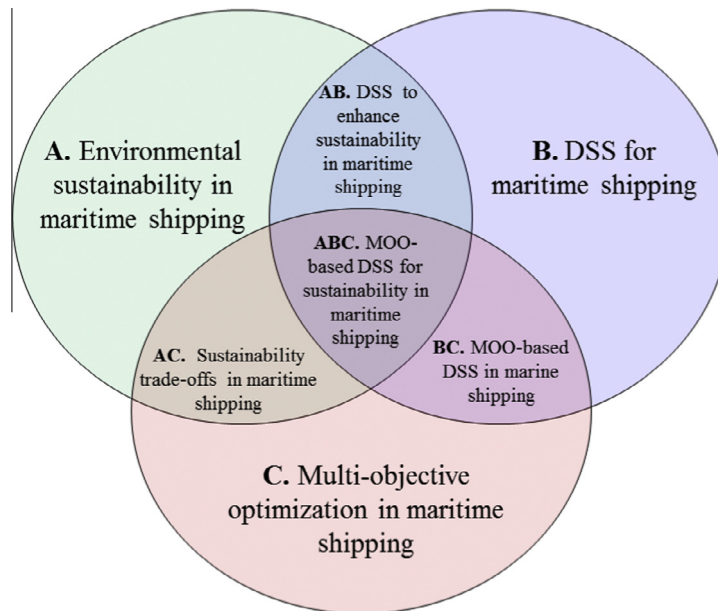 A. Environmental
sustainability in
maritime shipping
AB. DSS to
enhance
sustainability
in maritime
shipping
B. DSS for
maritime shipping
ABC. MOO-
based DSS for
sustainability in
maritime
shipping
AC. Sustainability
trade-offs in maritime
shipping
BC. MOO-based
DSS in marine
shipping
C. Multi-objective
optimization in maritime
shipping